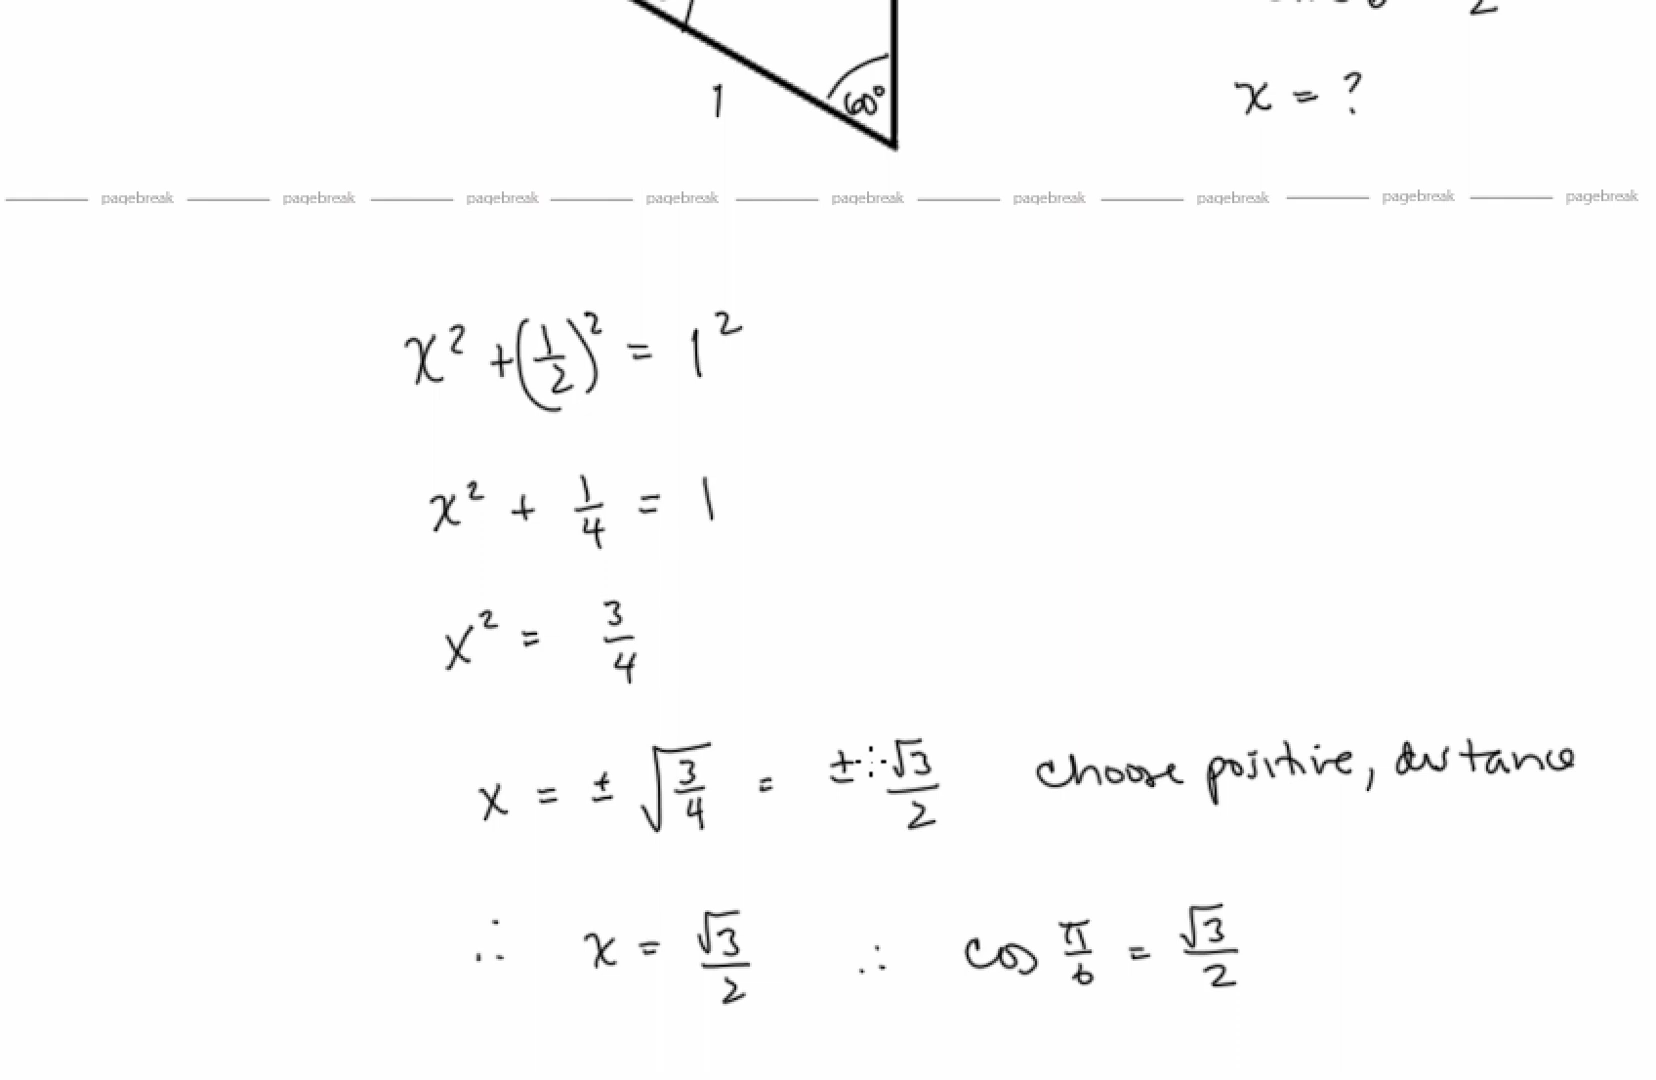 2
x = ?
1
60°
pagebreak pagebreak pagebreak pagebreak pagebreak pagebreak pagebreak pagebreak pagebreak
x² + (1/2)² = 1²
x² + 1/4 = 1
x² = 3/4
x = ± √(3/4) = ± √3/2 choose positive, distance
∴ x = √3/2 ∴ cos π/6 = √3/2